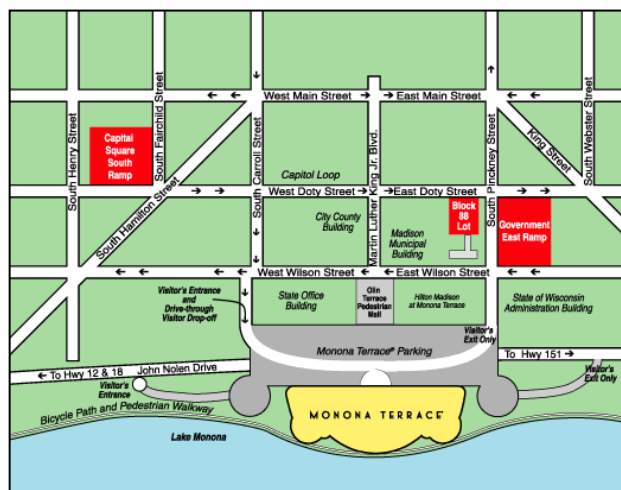 South Henry Street
South Fairchild Street
South Hamilton Street
South Carroll Street
Martin Luther King Jr. Blvd.
South Pinckney Street
King Street
South Webster Street
West Main Street
East Main Street
Capital
Square
South
Ramp
Capitol Loop
West Doty Street
East Doty Street
City County
Building
Madison
Municipal
Building
Block
88
Lot
Government
East Ramp
West Wilson Street
East Wilson Street
Visitor's Entrance
and
Drive-through
Visitor Drop-off
State Office
Building
Olin
Terrace
Pedestrian
Mall
Hilton Madison
at Monona Terrace
State of Wisconsin
Administration Building
Visitor's
Exit Only
Monona Terrace® Parking
To Hwy 151
To Hwy 12 & 18
John Nolen Drive
Visitor's
Entrance
Visitor's
Exit Only
Bicycle Path and Pedestrian Walkway
MONONA TERRACE
Lake Monona